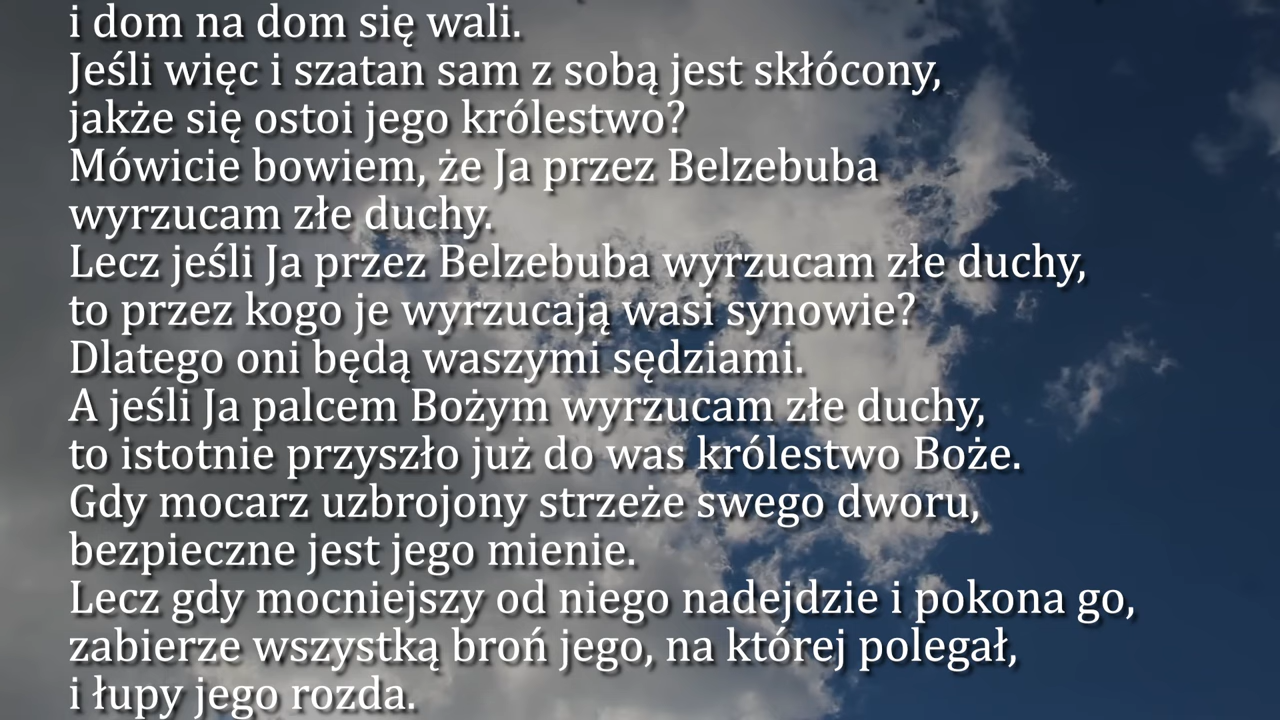 i dom na dom się wali.
Jeśli więc i szatan sam z sobą jest skłócony,
jakże się ostoi jego królestwo?
Mówicie bowiem, że Ja przez Belzebuba
wyrzucam złe duchy.
Lecz jeśli Ja przez Belzebuba wyrzucam złe duchy,
to przez kogo je wyrzucają wasi synowie?
Dlatego oni będą waszymi sędziami.
A jeśli Ja palcem Bożym wyrzucam złe duchy,
to istotnie przyszło już do was królestwo Boże.
Gdy mocarz uzbrojony strzeże swego dworu,
bezpieczne jest jego mienie.
Lecz gdy mocniejszy od niego nadejdzie i pokona go,
zabierze wszystką broń jego, na której polegał,
i łupy jego rozda.